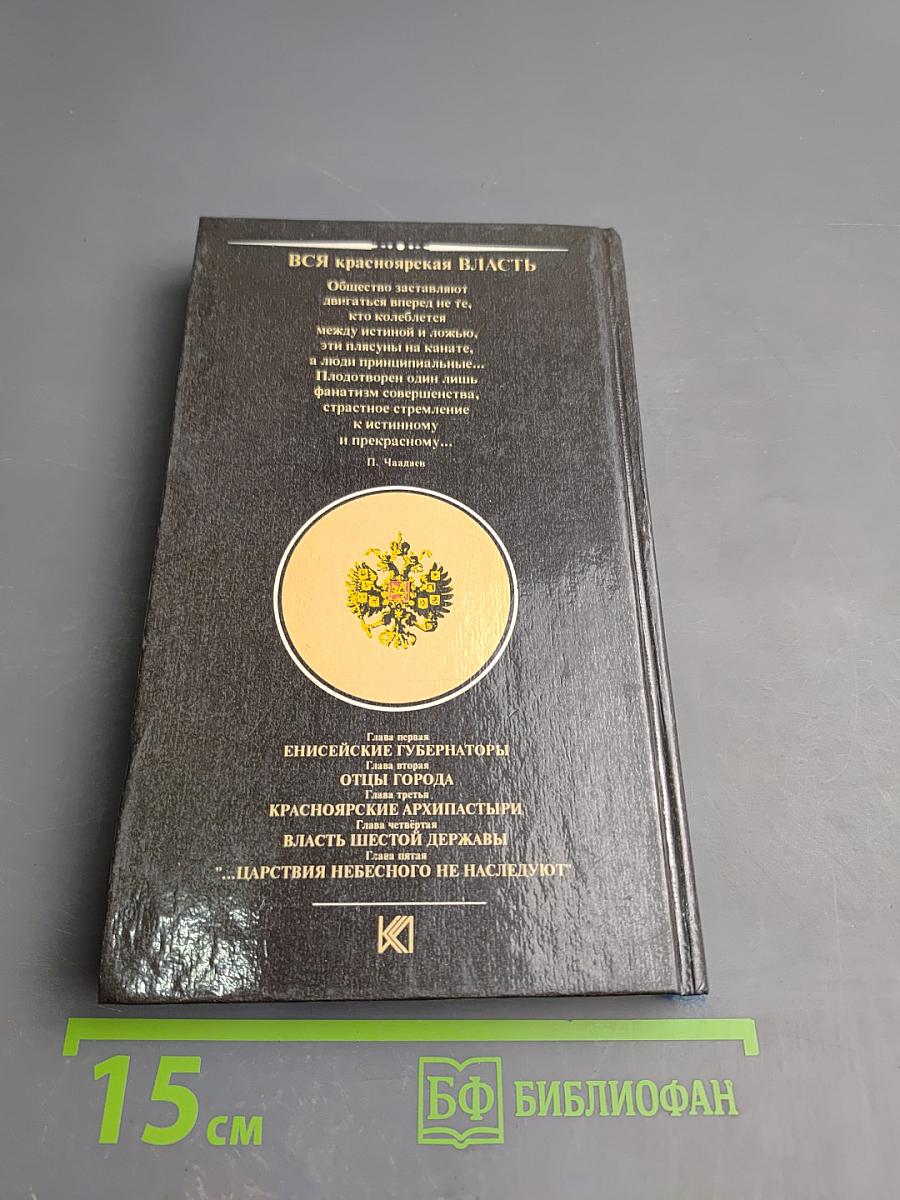 ВСЯ красноярская ВЛАСТЬ
Общество заставляют
двигаться вперед не те,
кто колеблется
между истиной и ложью,
эти плясуны на канате,
а люди принципиальные...
Плодотворен один лишь
фанатизм совершенства,
страстное стремление
к истинному
и прекрасному...
П. Чаадаев
Глава первая
ЕНИСЕЙСКИЕ ГУБЕРНАТОРЫ
Глава вторая
ОТЦЫ ГОРОДА
Глава третья
КРАСНОЯРСКИЕ АРХИПАСТЫРИ
Глава четвёртая
ВЛАСТЬ ШЕСТОЙ ДЕРЖАВЫ
Глава пятая
"...ЦАРСТВИЯ НЕБЕСНОГО НЕ НАСЛЕДУЮТ"
15 см
БФ БИБЛИОФАН